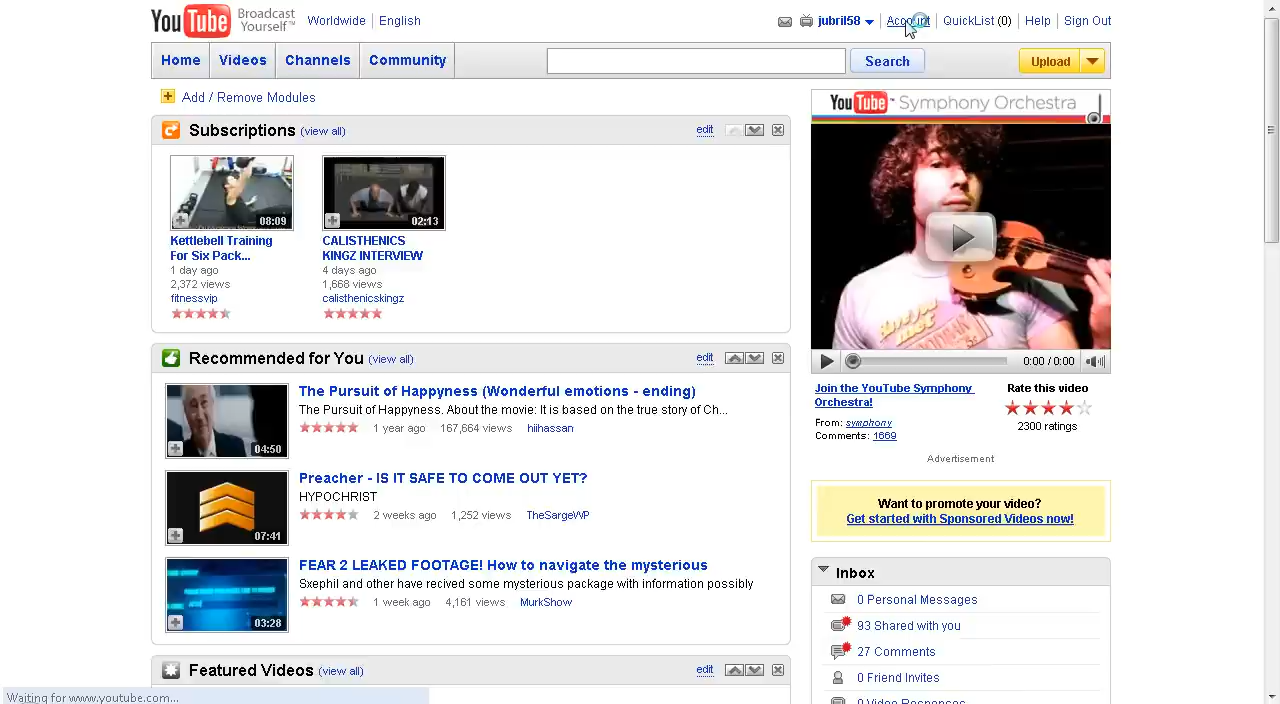 YouTube Broadcast Yourself™ Worldwide English jubril58 Account QuickList (0) Help Sign Out
Home Videos Channels Community Search Upload
Add / Remove Modules
Subscriptions (view all) edit
08:09 02:13
Kettlebell Training For Six Pack...
1 day ago
2,372 views
fitnessvip
CALISTHENICS KINGZ INTERVIEW
4 days ago
1,668 views
calisthenicskingz
Recommended for You (view all) edit
04:50
The Pursuit of Happyness (Wonderful emotions - ending)
The Pursuit of Happyness. About the movie: It is based on the true story of Ch...
1 year ago 167,664 views hiihassan
07:41
Preacher - IS IT SAFE TO COME OUT YET?
HYPOCHRIST
2 weeks ago 1,252 views TheSargeWP
03:28
FEAR 2 LEAKED FOOTAGE! How to navigate the mysterious
Sxephil and other have recived some mysterious package with information possibly
1 week ago 4,161 views MurkShow
Featured Videos (view all) edit
YouTube™ Symphony Orchestra
0:00 / 0:00
Join the YouTube Symphony Orchestra!
From: symphony
Comments: 1669
Rate this video
2300 ratings
Advertisement
Want to promote your video?
Get started with Sponsored Videos now!
Inbox
0 Personal Messages
93 Shared with you
27 Comments
0 Friend Invites
0 Video Responses
Waiting for www.youtube.com...